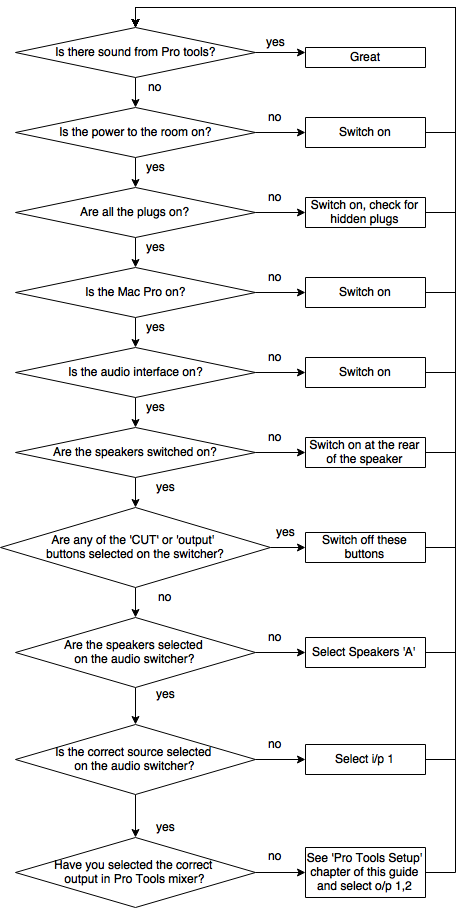 Is there sound from Pro tools?
yes
Great
no
Is the power to the room on?
no
Switch on
yes
Are all the plugs on?
no
Switch on, check for
hidden plugs
yes
Is the Mac Pro on?
no
Switch on
yes
Is the audio interface on?
no
Switch on
yes
Are the speakers switched on?
no
Switch on at the rear
of the speaker
yes
Are any of the 'CUT' or 'output'
buttons selected on the switcher?
yes
Switch off these
buttons
no
Are the speakers selected
on the audio switcher?
no
Select Speakers 'A'
yes
Is the correct source selected
on the audio switcher?
no
Select i/p 1
yes
Have you selected the correct
output in Pro Tools mixer?
no
See 'Pro Tools Setup'
chapter of this guide
and select o/p 1,2